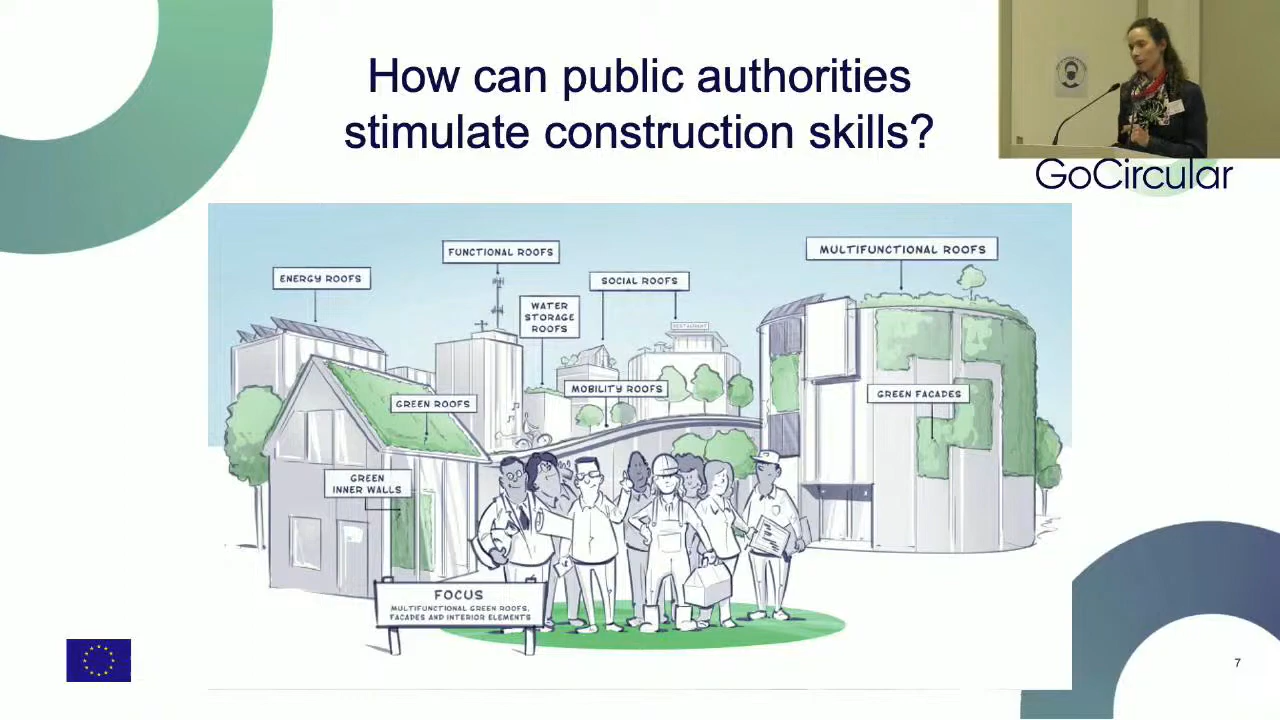 How can public authorities
stimulate construction skills?
GoCircular
MULTIFUNCTIONAL ROOFS
FUNCTIONAL ROOFS
ENERGY ROOFS
SOCIAL ROOFS
WATER
STORAGE
ROOFS
RESTAURANT
MOBILITY ROOFS
GREEN FACADES
GREEN ROOFS
GREEN
INNER WALLS
FOCUS
MULTIFUNCTIONAL GREEN ROOFS,
FACADES AND INTERIOR ELEMENTS
7